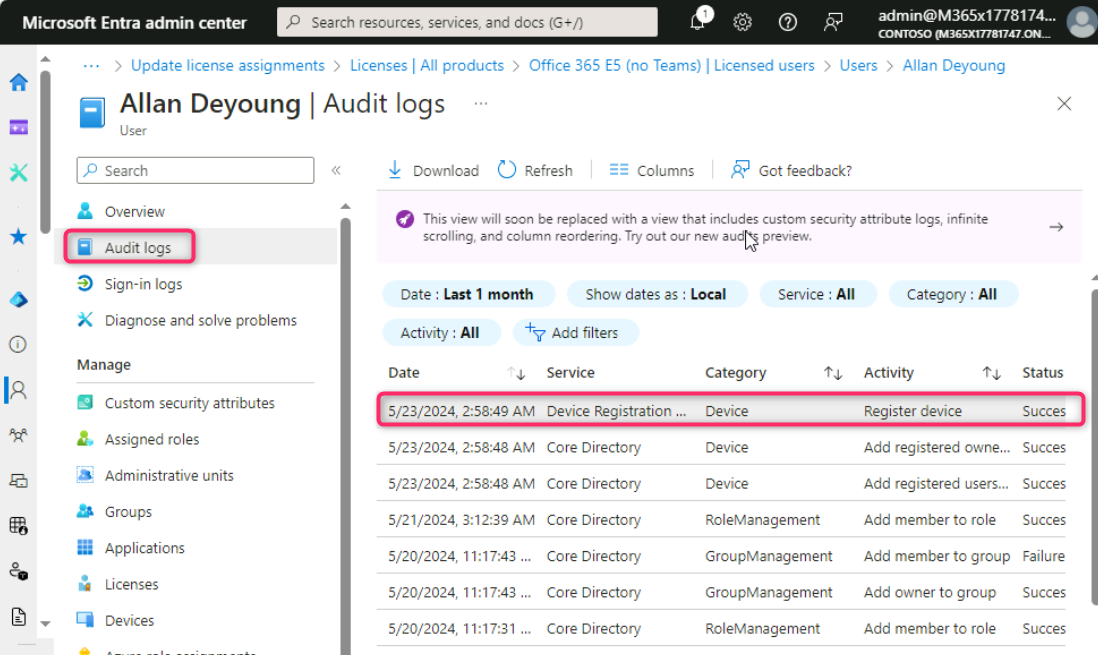 Microsoft Entra admin center
Search resources, services, and docs (G+/)
1
admin@M365x1778174...
CONTOSO (M365X17781747.ON...
... > Update license assignments > Licenses | All products > Office 365 E5 (no Teams) | Licensed users > Users > Allan Deyoung
Allan Deyoung | Audit logs ...
User
Search
«
Overview
Audit logs
Sign-in logs
Diagnose and solve problems
Manage
Custom security attributes
Assigned roles
Administrative units
Groups
Applications
Licenses
Devices
Azure role assignments
Download
Refresh
Columns
Got feedback?
This view will soon be replaced with a view that includes custom security attribute logs, infinite
scrolling, and column reordering. Try out our new audits preview.
Date : Last 1 month
Show dates as : Local
Service : All
Category : All
Activity : All
Add filters
Date Service Category Activity Status
5/23/2024, 2:58:49 AM Device Registration ... Device Register device Succes
5/23/2024, 2:58:48 AM Core Directory Device Add registered owne... Succes
5/23/2024, 2:58:48 AM Core Directory Device Add registered users... Succes
5/21/2024, 3:12:39 AM Core Directory RoleManagement Add member to role Succes
5/20/2024, 11:17:43 ... Core Directory GroupManagement Add member to group Failure
5/20/2024, 11:17:43 ... Core Directory GroupManagement Add owner to group Succes
5/20/2024, 11:17:31 ... Core Directory RoleManagement Add member to role Succes